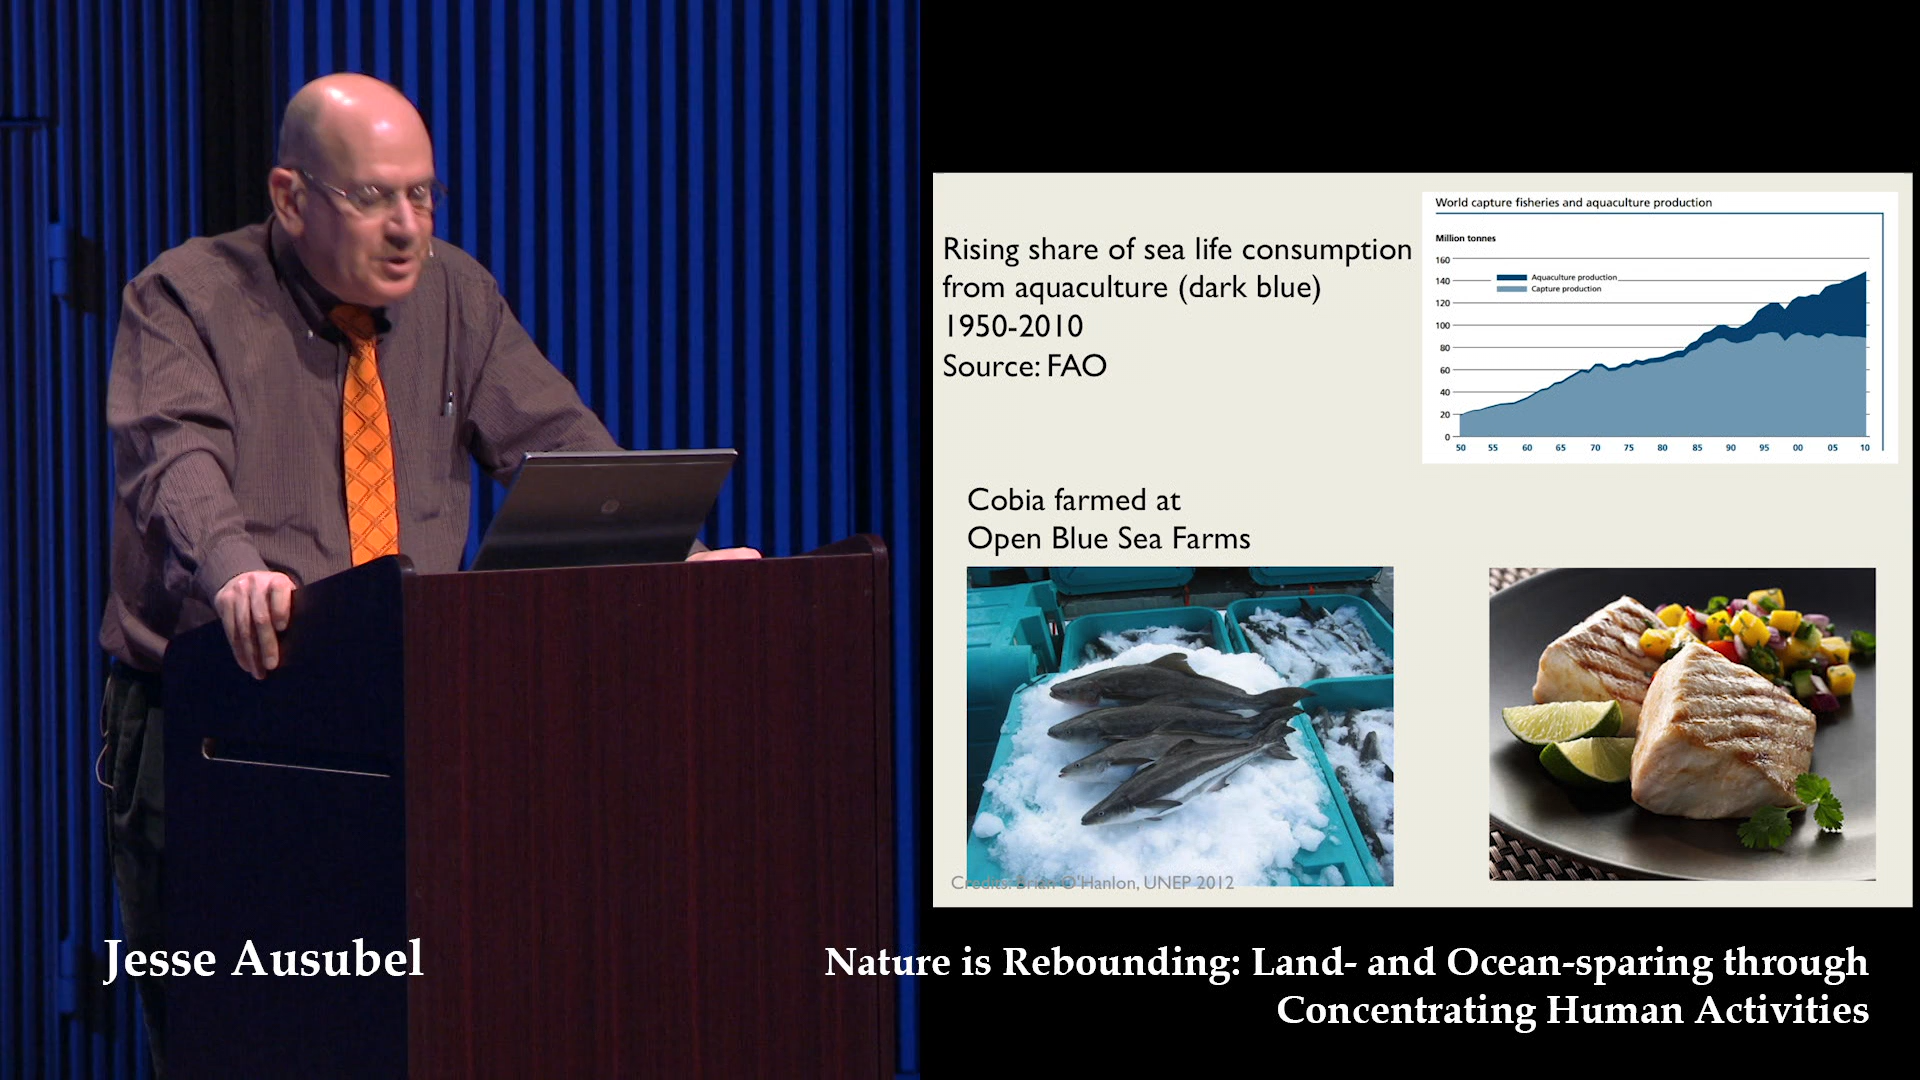 Rising share of sea life consumption
from aquaculture (dark blue)
1950-2010
Source: FAO
World capture fisheries and aquaculture production
Million tonnes
160
140
120
100
80
60
40
20
0
Aquaculture production
Capture production
50 55 60 65 70 75 80 85 90 95 00 05 10
Cobia farmed at
Open Blue Sea Farms
Credits: Brian O'Hanlon, UNEP 2012
Jesse Ausubel
Nature is Rebounding: Land- and Ocean-sparing through
Concentrating Human Activities